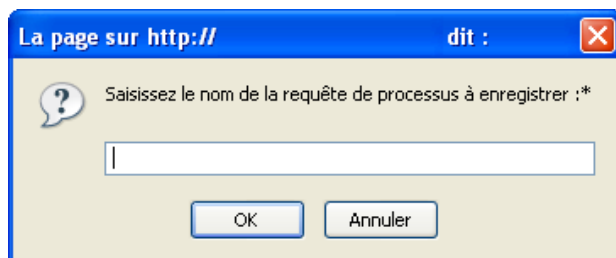 La page sur http:// dit :
Saisissez le nom de la requête de processus à enregistrer :*
OK Annuler